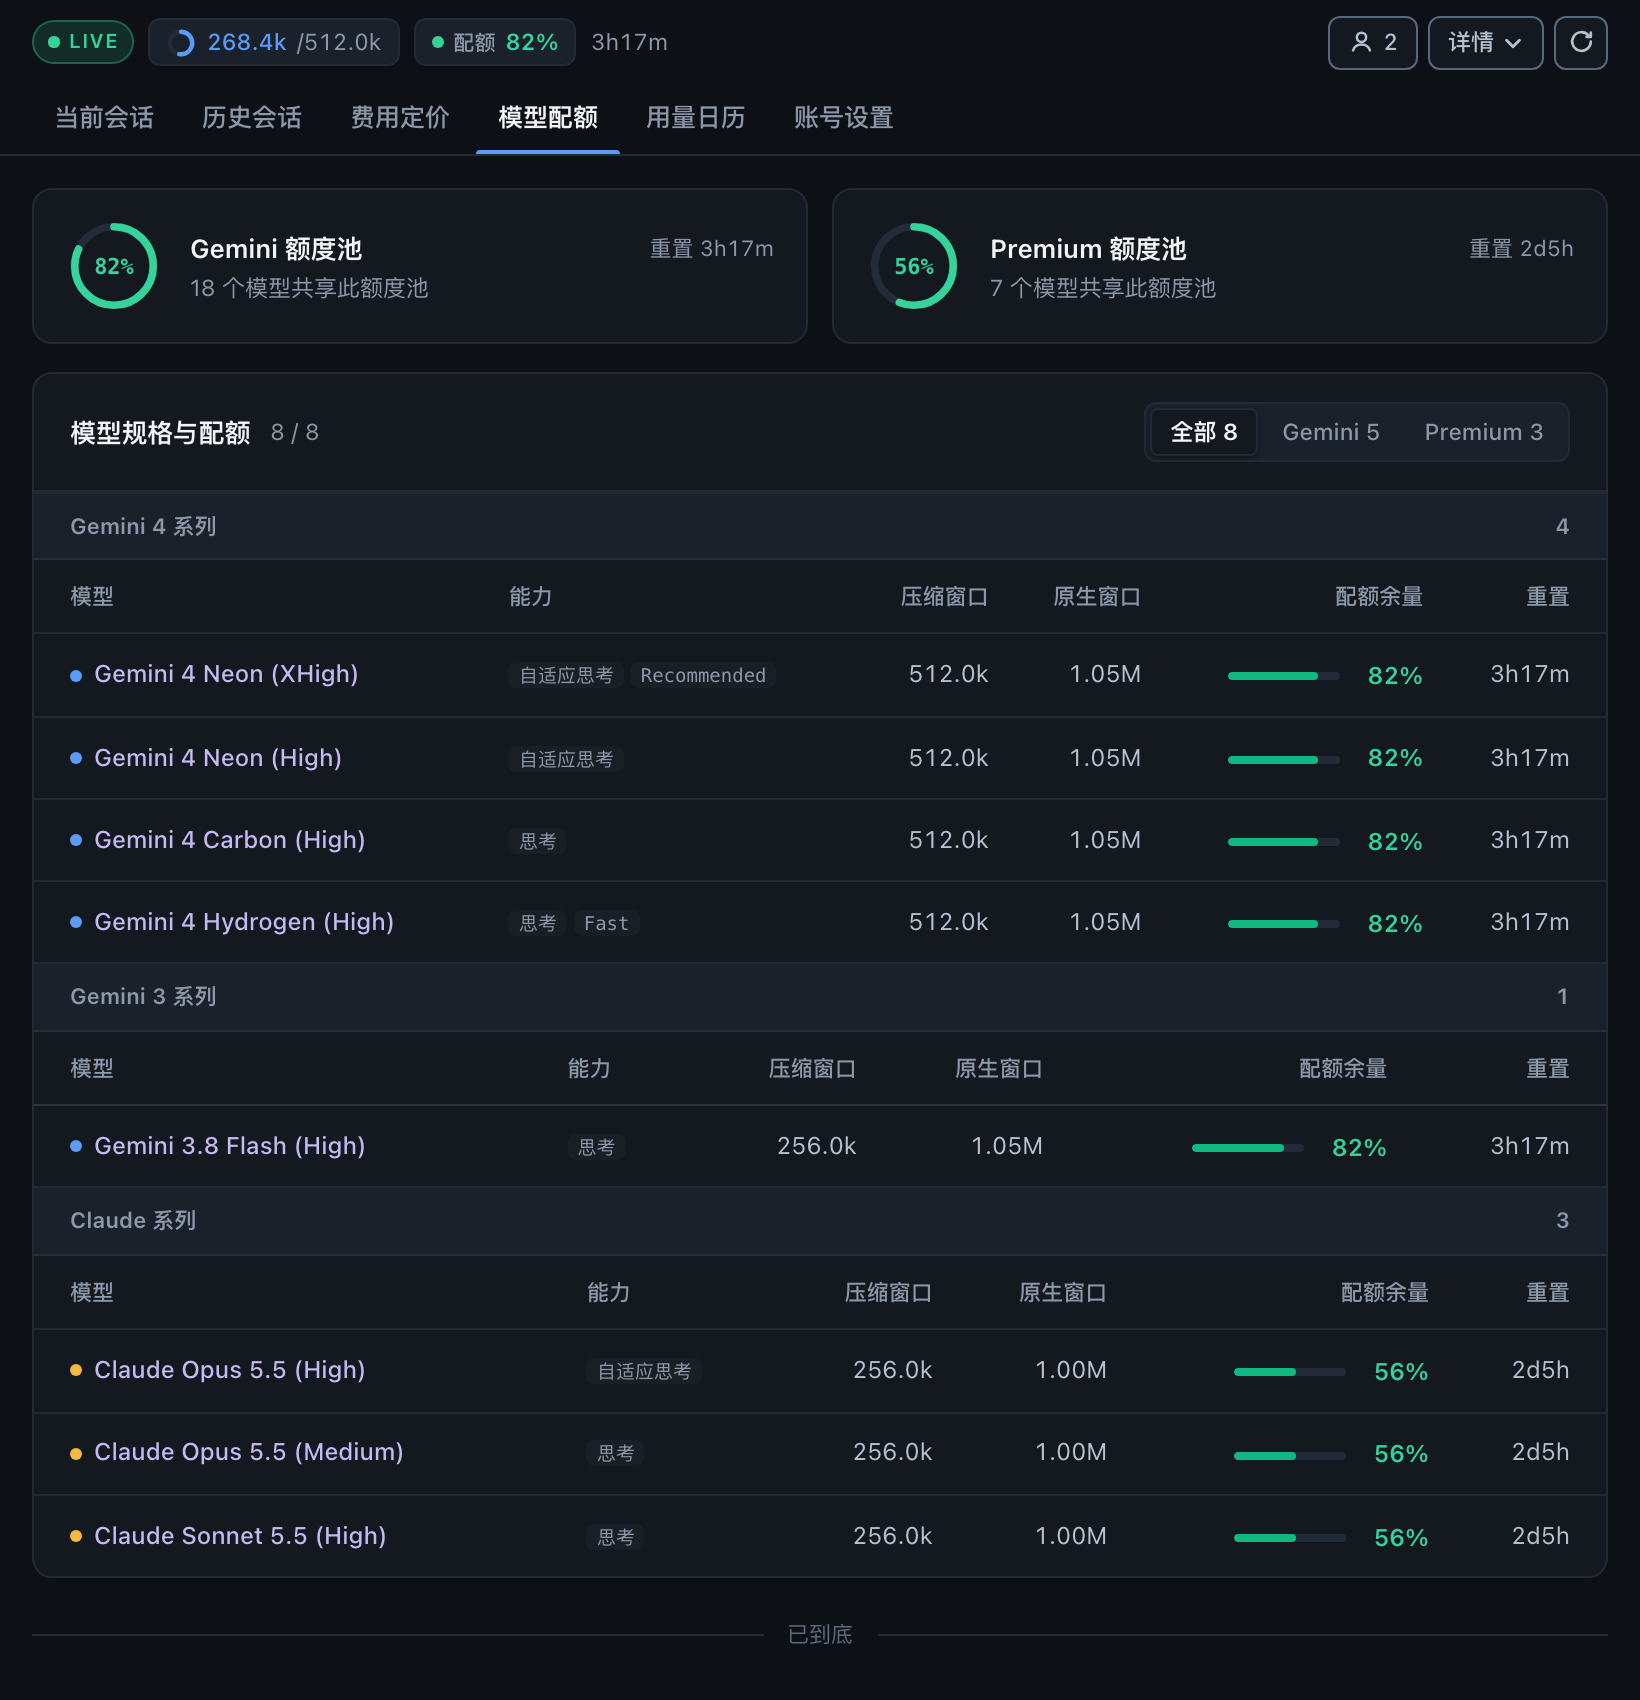 LIVE 268.4k /512.0k 配额 82% 3h17m 2 详情
当前会话 历史会话 费用定价 模型配额 用量日历 账号设置
82% Gemini 额度池 重置 3h17m
18 个模型共享此额度池
56% Premium 额度池 重置 2d5h
7 个模型共享此额度池
模型规格与配额 8 / 8 全部 8 Gemini 5 Premium 3
Gemini 4 系列 4
模型 能力 压缩窗口 原生窗口 配额余量 重置
Gemini 4 Neon (XHigh) 自适应思考 Recommended 512.0k 1.05M 82% 3h17m
Gemini 4 Neon (High) 自适应思考 512.0k 1.05M 82% 3h17m
Gemini 4 Carbon (High) 思考 512.0k 1.05M 82% 3h17m
Gemini 4 Hydrogen (High) 思考 Fast 512.0k 1.05M 82% 3h17m
Gemini 3 系列 1
模型 能力 压缩窗口 原生窗口 配额余量 重置
Gemini 3.8 Flash (High) 思考 256.0k 1.05M 82% 3h17m
Claude 系列 3
模型 能力 压缩窗口 原生窗口 配额余量 重置
Claude Opus 5.5 (High) 自适应思考 256.0k 1.00M 56% 2d5h
Claude Opus 5.5 (Medium) 思考 256.0k 1.00M 56% 2d5h
Claude Sonnet 5.5 (High) 思考 256.0k 1.00M 56% 2d5h
已到底